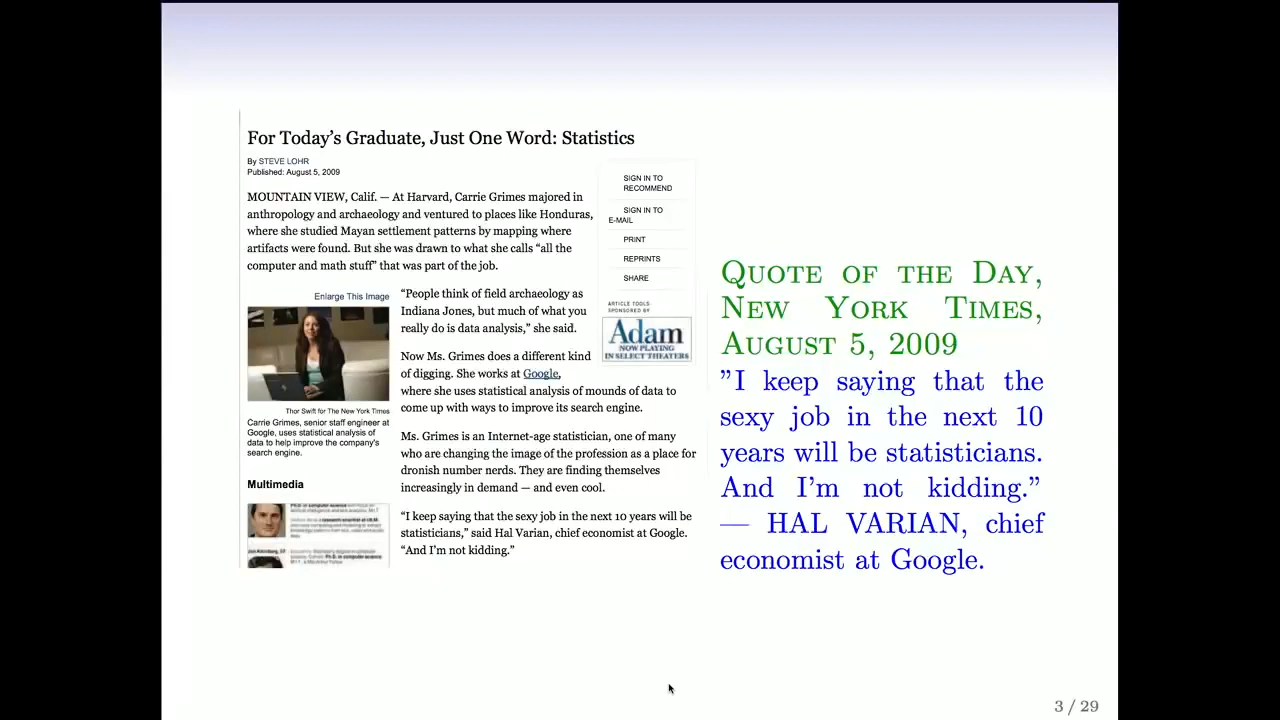 For Today's Graduate, Just One Word: Statistics
By STEVE LOHR
Published: August 5, 2009
MOUNTAIN VIEW, Calif. — At Harvard, Carrie Grimes majored in
anthropology and archaeology and ventured to places like Honduras,
where she studied Mayan settlement patterns by mapping where
artifacts were found. But she was drawn to what she calls “all the
computer and math stuff” that was part of the job.
SIGN IN TO
RECOMMEND
SIGN IN TO
E-MAIL
PRINT
REPRINTS
SHARE
ARTICLE TOOLS
SPONSORED BY
Adam
NOW PLAYING
IN SELECT THEATERS
Enlarge This Image
Thor Swift for The New York Times
Carrie Grimes, senior staff engineer at
Google, uses statistical analysis of
data to help improve the company's
search engine.
Multimedia
“People think of field archaeology as
Indiana Jones, but much of what you
really do is data analysis,” she said.
Now Ms. Grimes does a different kind
of digging. She works at Google,
where she uses statistical analysis of mounds of data to
come up with ways to improve its search engine.
Ms. Grimes is an Internet-age statistician, one of many
who are changing the image of the profession as a place for
dronish number nerds. They are finding themselves
increasingly in demand — and even cool.
“I keep saying that the sexy job in the next 10 years will be
statisticians,” said Hal Varian, chief economist at Google.
“And I'm not kidding.”
QUOTE OF THE DAY,
NEW YORK TIMES,
AUGUST 5, 2009
”I keep saying that the
sexy job in the next 10
years will be statisticians.
And I'm not kidding.”
— HAL VARIAN, chief
economist at Google.
3 / 29